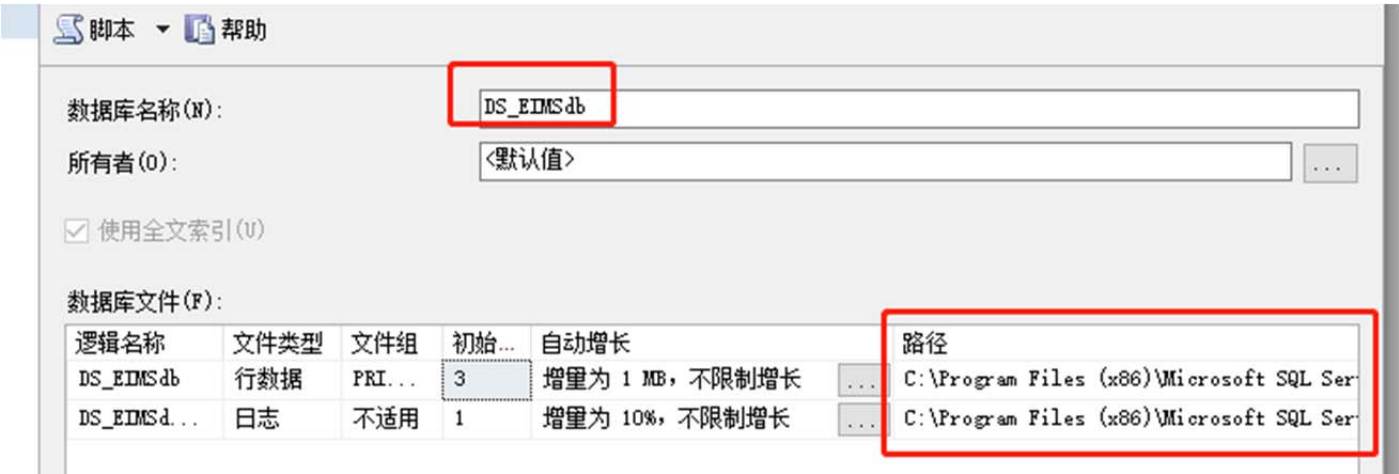 脚本 帮助
数据库名称(N): DS_EIMSdb
所有者(O): <默认值> ...
使用全文索引(U)
数据库文件(F):
逻辑名称 文件类型 文件组 初始... 自动增长 路径
DS_EIMSdb 行数据 PRI... 3 增量为 1 MB，不限制增长 ... C:\Program Files (x86)\Microsoft SQL Ser
DS_EIMSd... 日志 不适用 1 增量为 10%，不限制增长 ... C:\Program Files (x86)\Microsoft SQL Ser